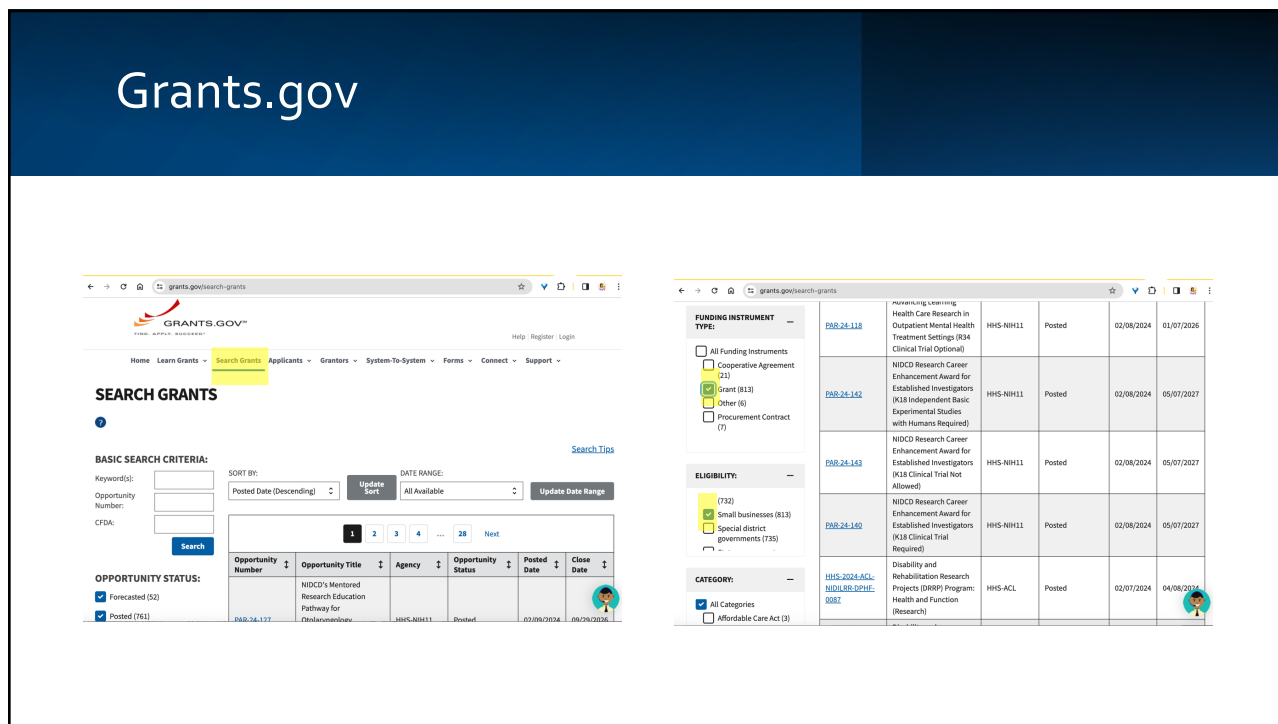 Grants.gov
grants.gov/search-grants
GRANTS.GOV™
FIND. APPLY. SUCCEED.
Help | Register | Login
Home Learn Grants Search Grants Applicants Grantors System-To-System Forms Connect Support
SEARCH GRANTS
?
Search Tips
BASIC SEARCH CRITERIA:
Keyword(s):
Opportunity
Number:
CFDA:
Search
SORT BY:
Posted Date (Descending)
Update
Sort
DATE RANGE:
All Available
Update Date Range
1 2 3 4 ... 28 Next
Opportunity
Number
Opportunity Title
Agency
Opportunity
Status
Posted
Date
Close
Date
NIDCD's Mentored
Research Education
Pathway for
Otolaryngology
PAR-24-127
HHS-NIH11
Posted
02/09/2024
09/29/2026
OPPORTUNITY STATUS:
Forecasted (52)
Posted (761)
grants.gov/search-grants
FUNDING INSTRUMENT
TYPE:
All Funding Instruments
Cooperative Agreement
(21)
Grant (813)
Other (6)
Procurement Contract
(7)
ELIGIBILITY:
(732)
Small businesses (813)
Special district
governments (735)
CATEGORY:
All Categories
Affordable Care Act (3)
PAR-24-118
Advancing Learning
Health Care Research in
Outpatient Mental Health
Treatment Settings (R34
Clinical Trial Optional)
HHS-NIH11
Posted
02/08/2024
01/07/2026
PAR-24-142
NIDCD Research Career
Enhancement Award for
Established Investigators
(K18 Independent Basic
Experimental Studies
with Humans Required)
HHS-NIH11
Posted
02/08/2024
05/07/2027
PAR-24-143
NIDCD Research Career
Enhancement Award for
Established Investigators
(K18 Clinical Trial Not
Allowed)
HHS-NIH11
Posted
02/08/2024
05/07/2027
PAR-24-140
NIDCD Research Career
Enhancement Award for
Established Investigators
(K18 Clinical Trial
Required)
HHS-NIH11
Posted
02/08/2024
05/07/2027
HHS-2024-ACL-
NIDILRR-DPHF-
0087
Disability and
Rehabilitation Research
Projects (DRRP) Program:
Health and Function
(Research)
HHS-ACL
Posted
02/07/2024
04/08/2024